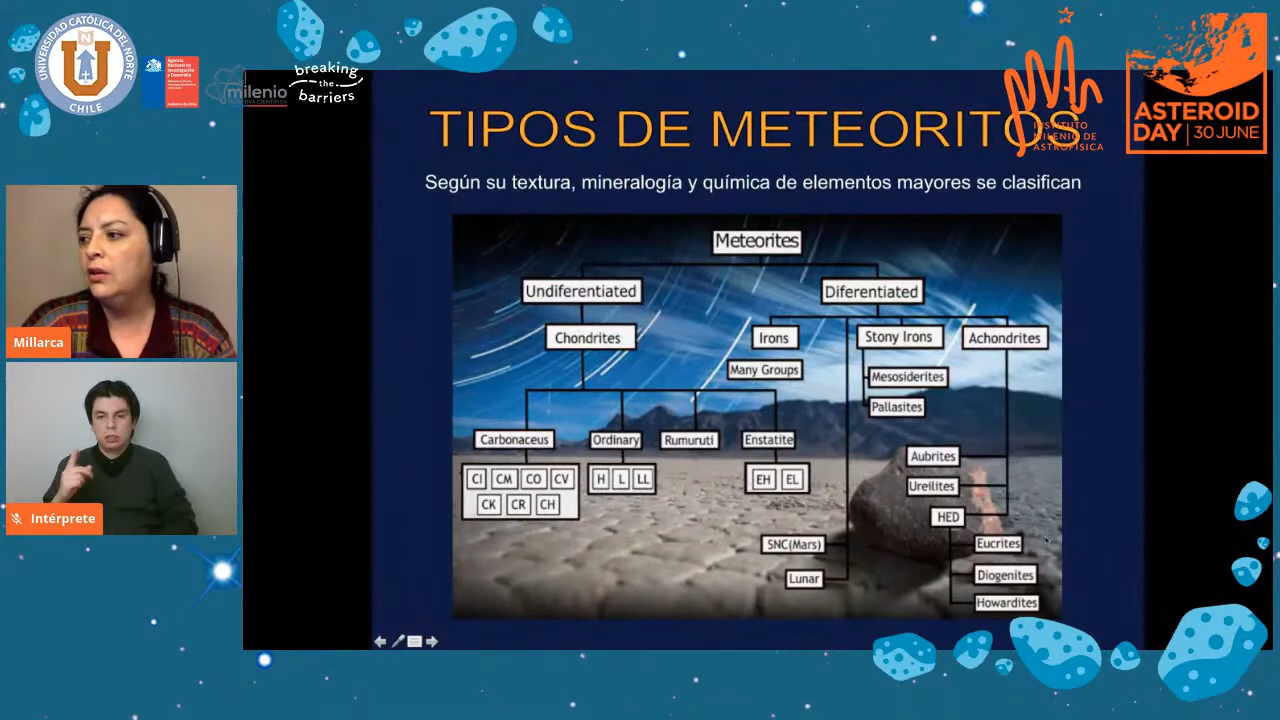 UNIVERSIDAD CATÓLICA DEL NORTE
N
CHILE
Agencia
Nacional de
Investigación
y Desarrollo
milenio
breaking
the
barriers
INSTITUTO
MILENIO DE
ASTROFÍSICA
ASTEROID
DAY | 30 JUNE
TIPOS DE METEORITOS
Según su textura, mineralogía y química de elementos mayores se clasifican
Meteorites
Undiferentiated
Diferentiated
Chondrites
Irons
Stony Irons
Achondrites
Many Groups
Mesosiderites
Pallasites
Carbonaceus
Ordinary
Rumuruti
Enstatite
CI CM CO CV
CK CR CH
H L LL
EH EL
Aubrites
Ureilites
HED
SNC(Mars)
Lunar
Eucrites
Diogenites
Howardites
Millarca
Intérprete